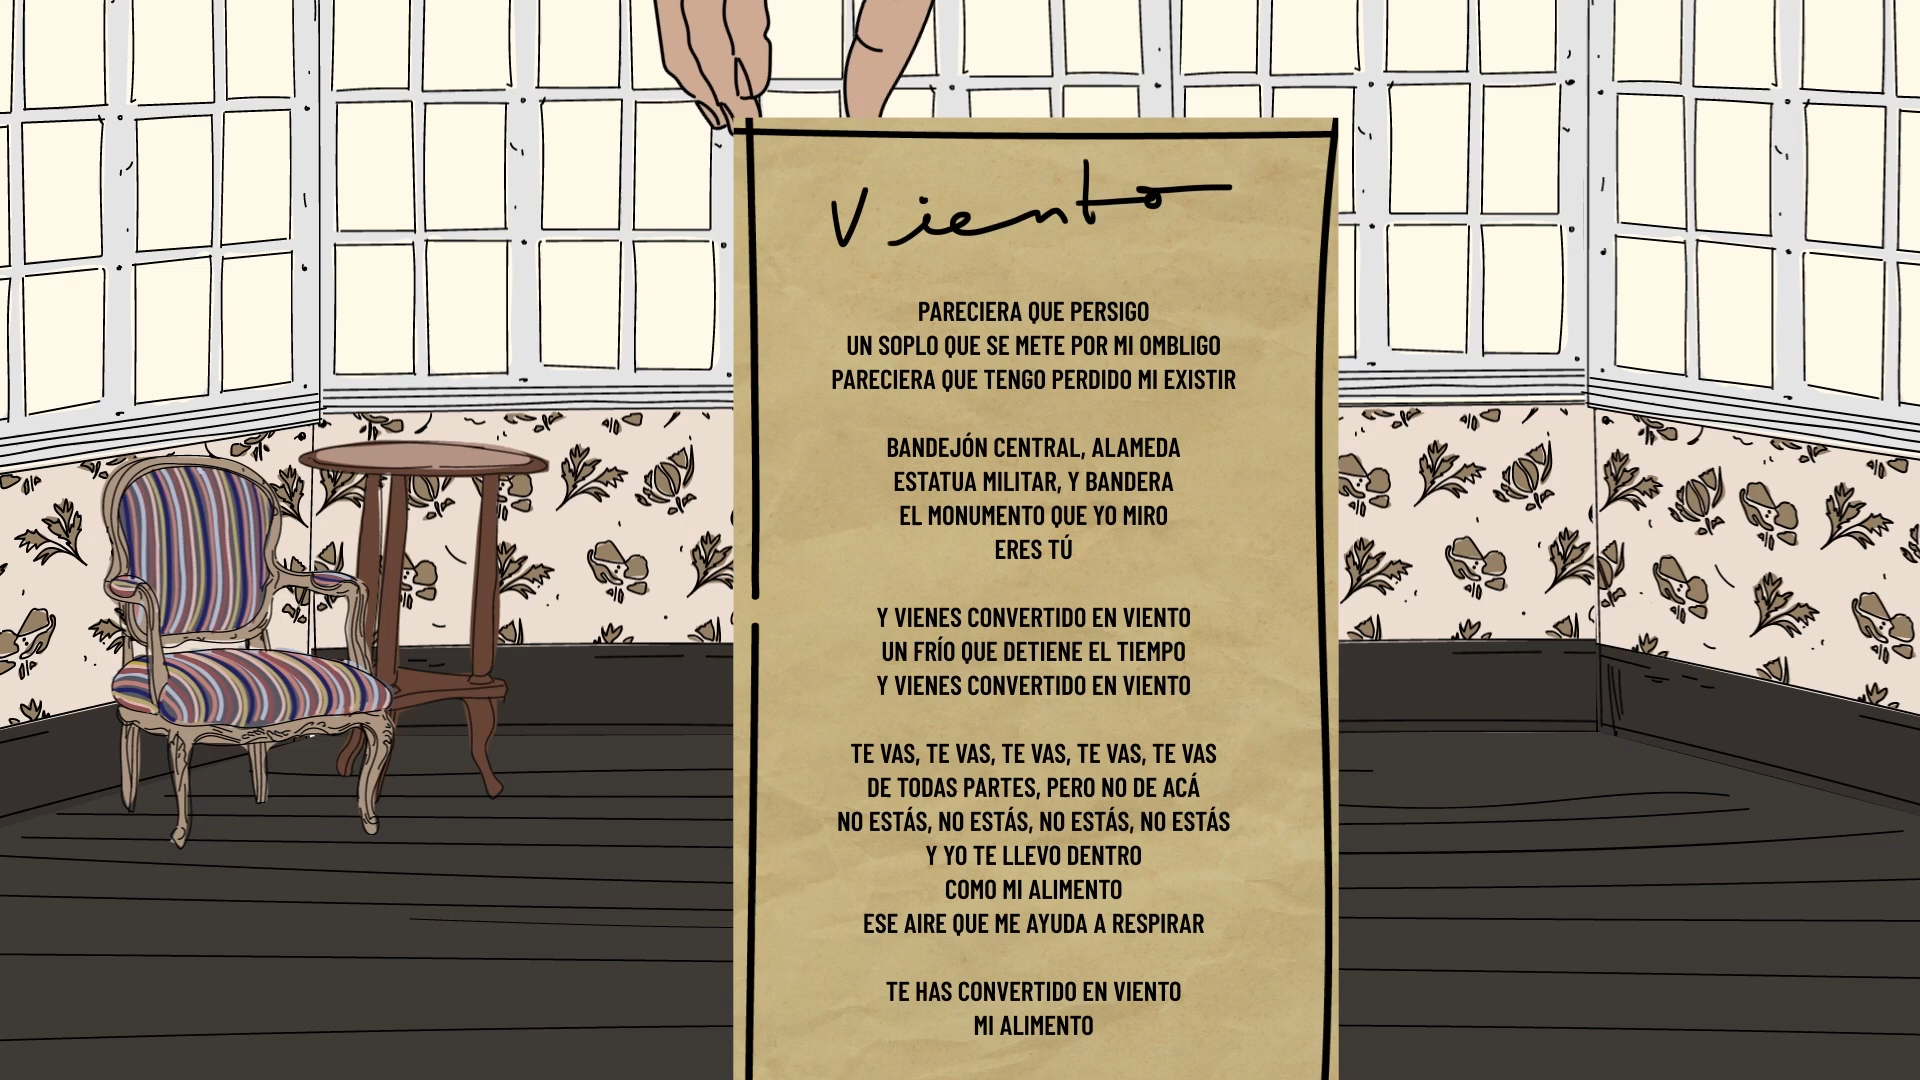 Viento
PARECIERA QUE PERSIGO
UN SOPLO QUE SE METE POR MI OMBLIGO
PARECIERA QUE TENGO PERDIDO MI EXISTIR
BANDEJÓN CENTRAL, ALAMEDA
ESTATUA MILITAR, Y BANDERA
EL MONUMENTO QUE YO MIRO
ERES TÚ
Y VIENES CONVERTIDO EN VIENTO
UN FRÍO QUE DETIENE EL TIEMPO
Y VIENES CONVERTIDO EN VIENTO
TE VAS, TE VAS, TE VAS, TE VAS, TE VAS
DE TODAS PARTES, PERO NO DE ACÁ
NO ESTÁS, NO ESTÁS, NO ESTÁS, NO ESTÁS
Y YO TE LLEVO DENTRO
COMO MI ALIMENTO
ESE AIRE QUE ME AYUDA A RESPIRAR
TE HAS CONVERTIDO EN VIENTO
MI ALIMENTO